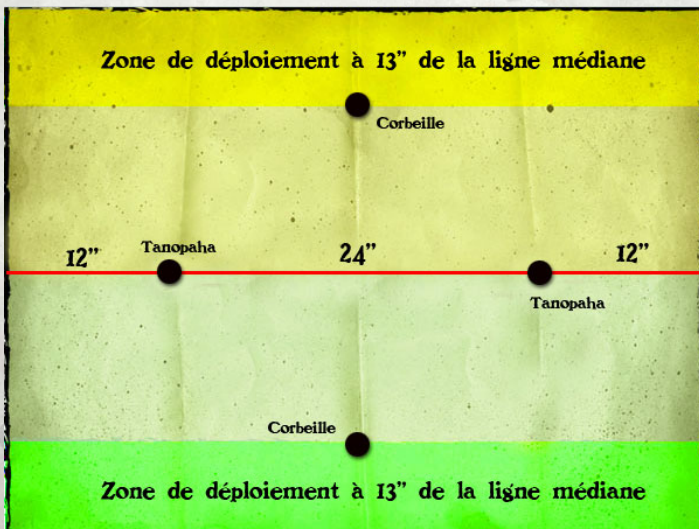 Zone de déploiement à 13” de la ligne médiane
Corbeille
Tanopaha
12”
24”
12”
Tanopaha
Corbeille
Zone de déploiement à 13” de la ligne médiane